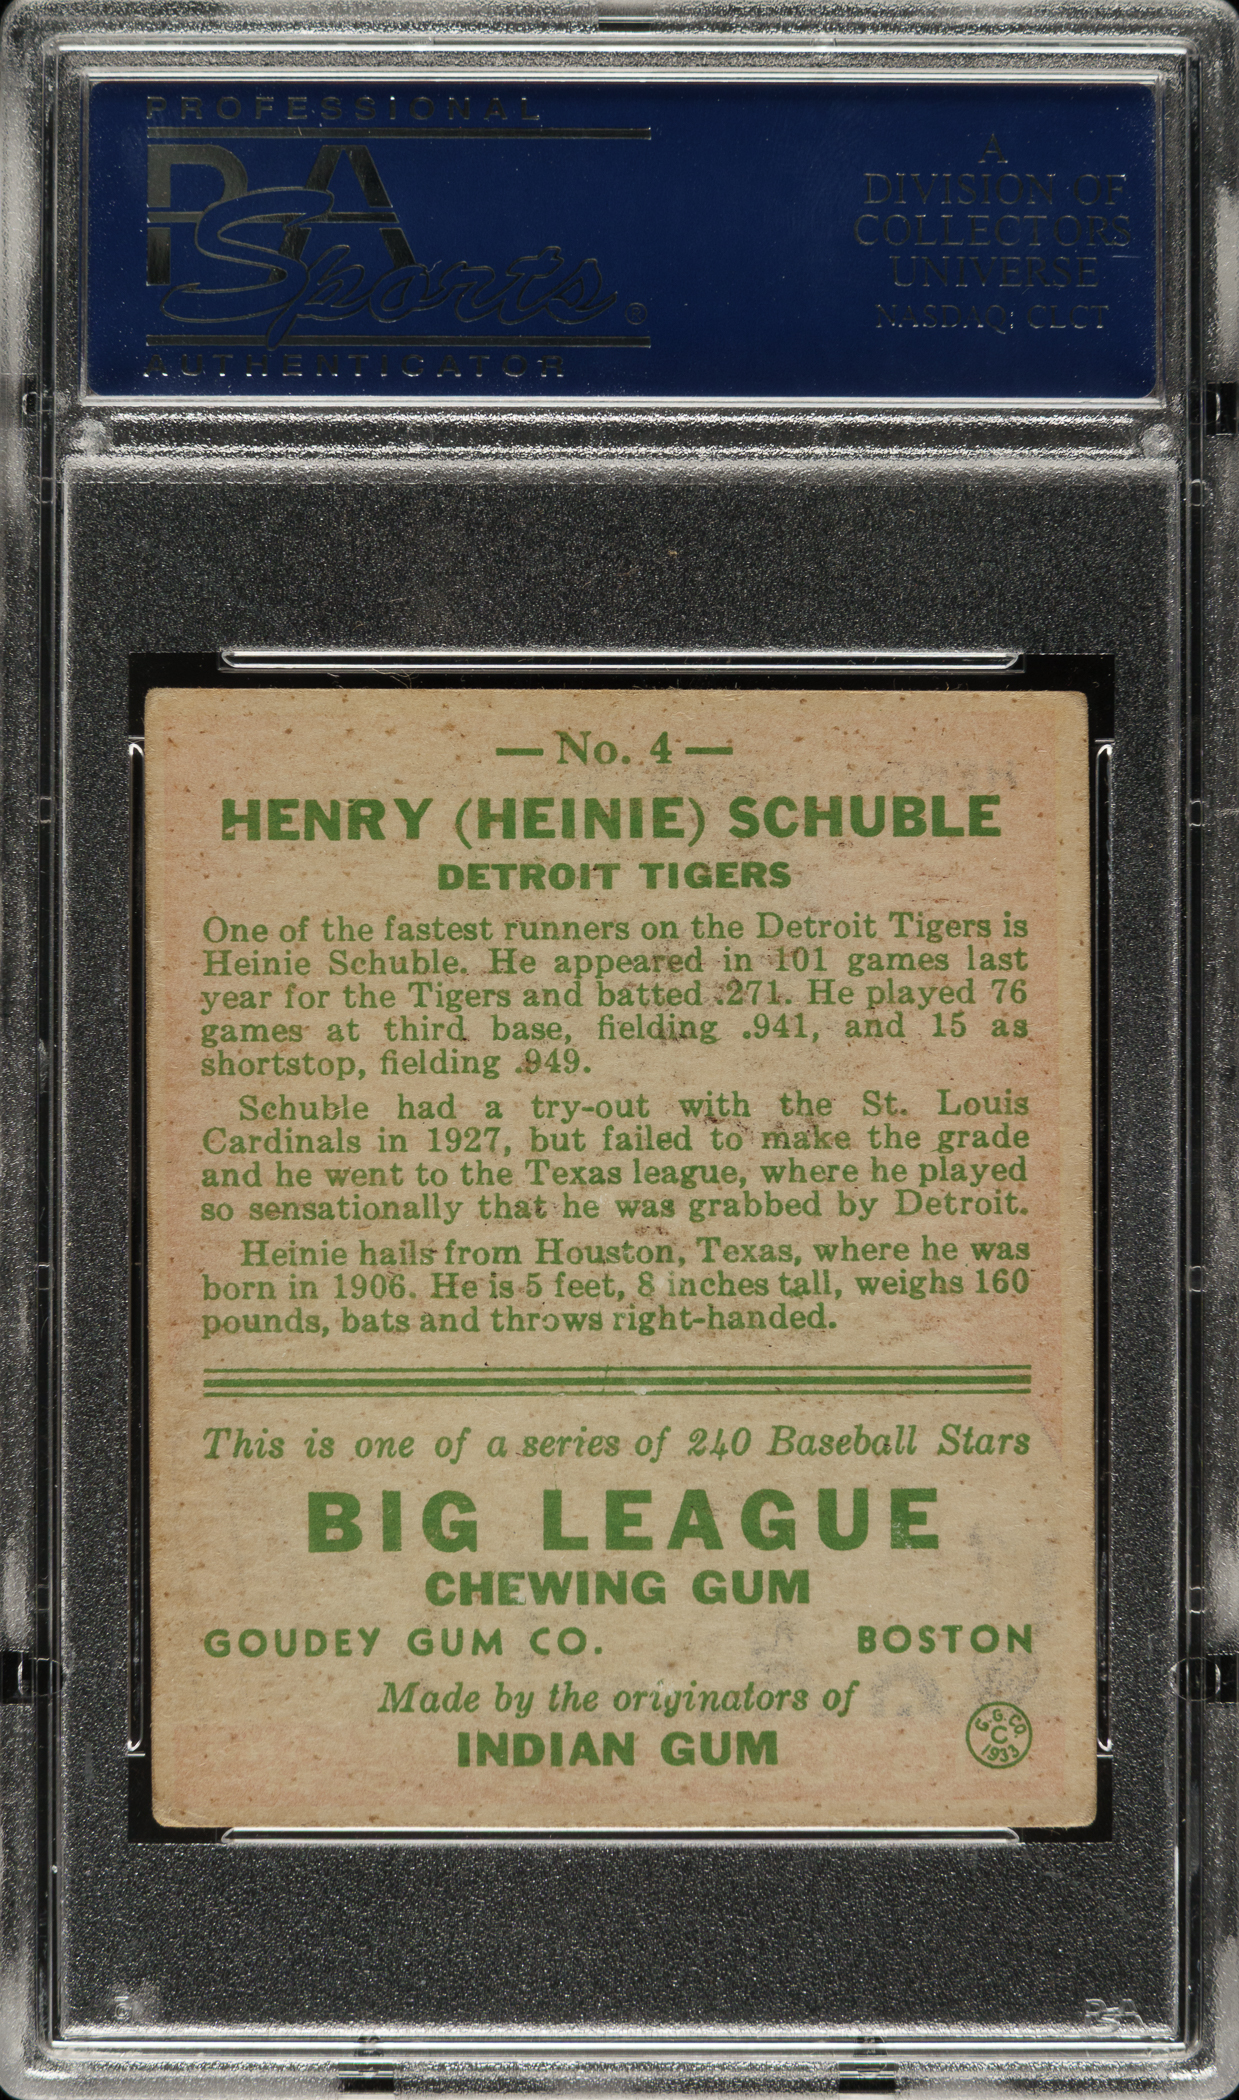 PROFESSIONAL
PSA
Sports®
AUTHENTICATOR
A
DIVISION OF
COLLECTORS
UNIVERSE
NASDAQ: CLCT
— No. 4 —
HENRY (HEINIE) SCHUBLE
DETROIT TIGERS
One of the fastest runners on the Detroit Tigers is
Heinie Schuble. He appeared in 101 games last
year for the Tigers and batted .271. He played 76
games at third base, fielding .941, and 15 as
shortstop, fielding .949.
Schuble had a try-out with the St. Louis
Cardinals in 1927, but failed to make the grade
and he went to the Texas league, where he played
so sensationally that he was grabbed by Detroit.
Heinie hails from Houston, Texas, where he was
born in 1906. He is 5 feet, 8 inches tall, weighs 160
pounds, bats and throws right-handed.
This is one of a series of 240 Baseball Stars
BIG LEAGUE
CHEWING GUM
GOUDEY GUM CO. BOSTON
Made by the originators of
INDIAN GUM
G.G.CO.
C
1933
PSA